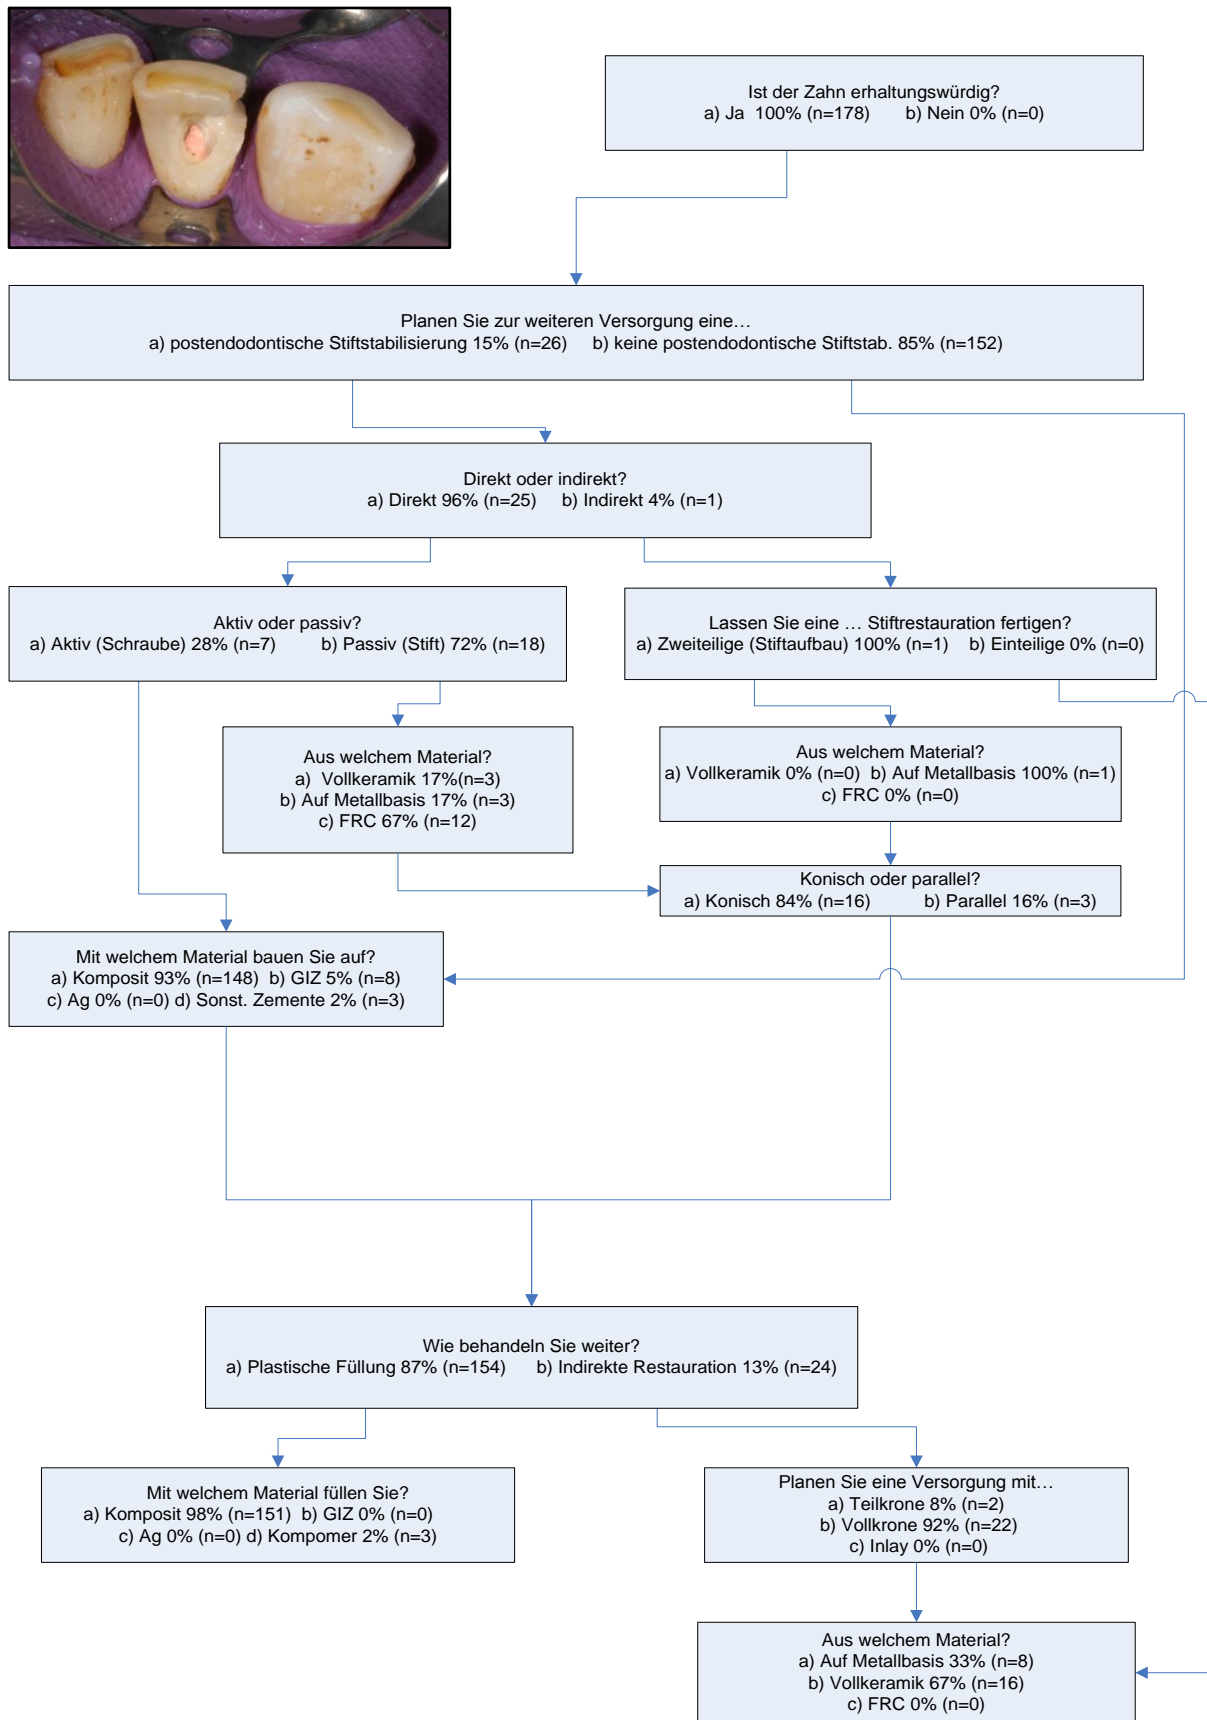 Ist der Zahn erhaltungswürdig?
a) Ja 100% (n=178) b) Nein 0% (n=0)
Planen Sie zur weiteren Versorgung eine…
a) postendodontische Stiftstabilisierung 15% (n=26) b) keine postendodontische Stiftstab. 85% (n=152)
Direkt oder indirekt?
a) Direkt 96% (n=25) b) Indirekt 4% (n=1)
Aktiv oder passiv?
a) Aktiv (Schraube) 28% (n=7) b) Passiv (Stift) 72% (n=18)
Lassen Sie eine … Stiftrestauration fertigen?
a) Zweiteilige (Stiftaufbau) 100% (n=1) b) Einteilige 0% (n=0)
Aus welchem Material?
a) Vollkeramik 17%(n=3)
b) Auf Metallbasis 17% (n=3)
c) FRC 67% (n=12)
Aus welchem Material?
a) Vollkeramik 0% (n=0) b) Auf Metallbasis 100% (n=1)
c) FRC 0% (n=0)
Konisch oder parallel?
a) Konisch 84% (n=16) b) Parallel 16% (n=3)
Mit welchem Material bauen Sie auf?
a) Komposit 93% (n=148) b) GIZ 5% (n=8)
c) Ag 0% (n=0) d) Sonst. Zemente 2% (n=3)
Wie behandeln Sie weiter?
a) Plastische Füllung 87% (n=154) b) Indirekte Restauration 13% (n=24)
Mit welchem Material füllen Sie?
a) Komposit 98% (n=151) b) GIZ 0% (n=0)
c) Ag 0% (n=0) d) Kompomer 2% (n=3)
Planen Sie eine Versorgung mit…
a) Teilkrone 8% (n=2)
b) Vollkrone 92% (n=22)
c) Inlay 0% (n=0)
Aus welchem Material?
a) Auf Metallbasis 33% (n=8)
b) Vollkeramik 67% (n=16)
c) FRC 0% (n=0)